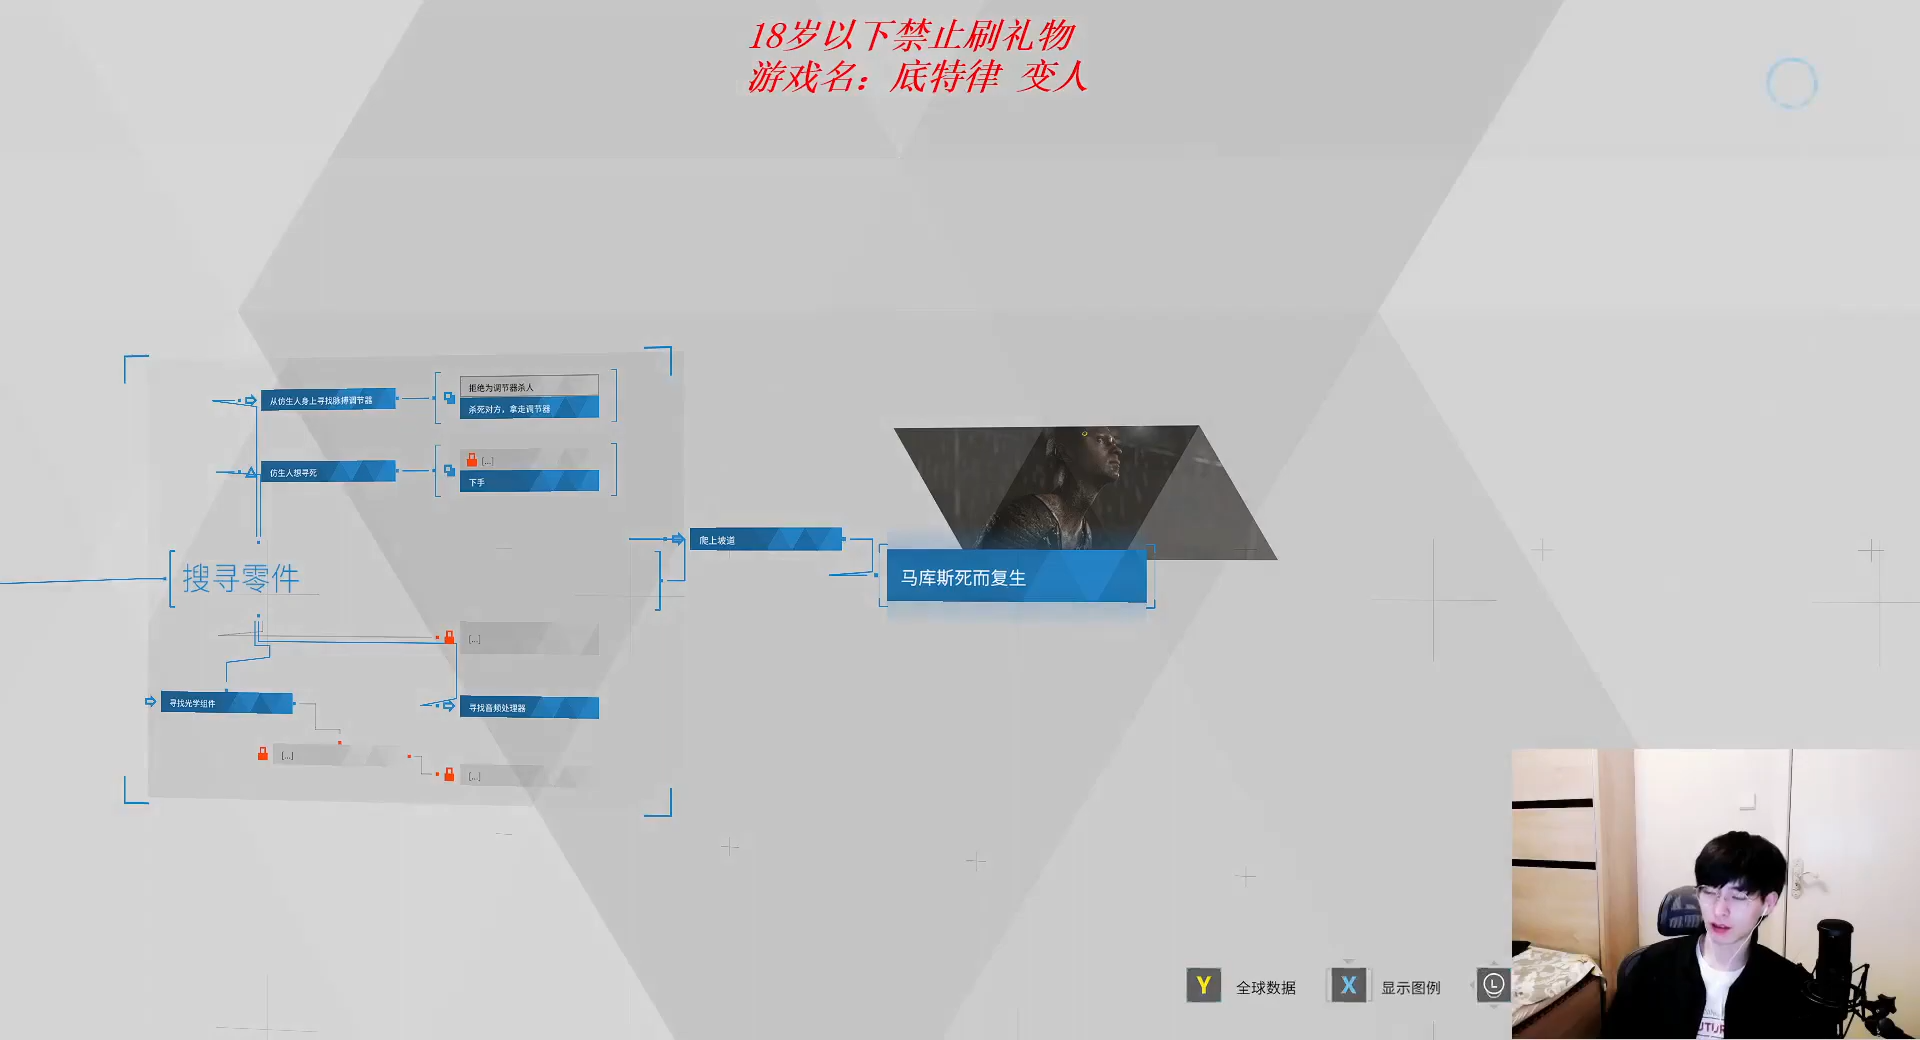 18岁以下禁止刷礼物
游戏名：底特律 变人
从仿生人身上寻找脉搏调节器
拒绝为调节器杀人
杀死对方，拿走调节器
仿生人想寻死
[...]
下手
爬上坡道
搜寻零件
马库斯死而复生
[...]
寻找光学组件
寻找音频处理器
[...]
[...]
Y 全球数据
X 显示图例
L
UTUR